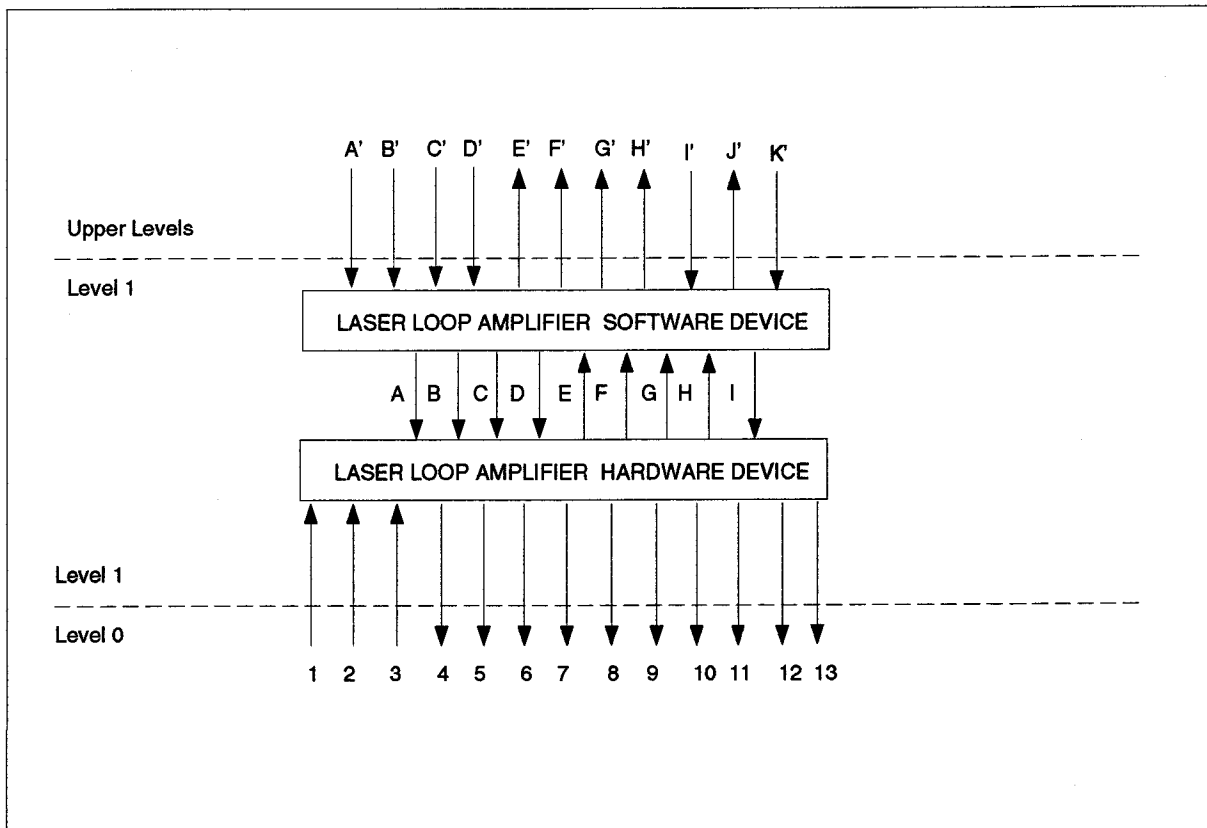 A' B' C' D' E' F' G' H' I' J' K'
Upper Levels
Level 1
LASER LOOP AMPLIFIER SOFTWARE DEVICE
A B C D E F G H I
LASER LOOP AMPLIFIER HARDWARE DEVICE
Level 1
Level 0
1 2 3 4 5 6 7 8 9 10 11 12 13